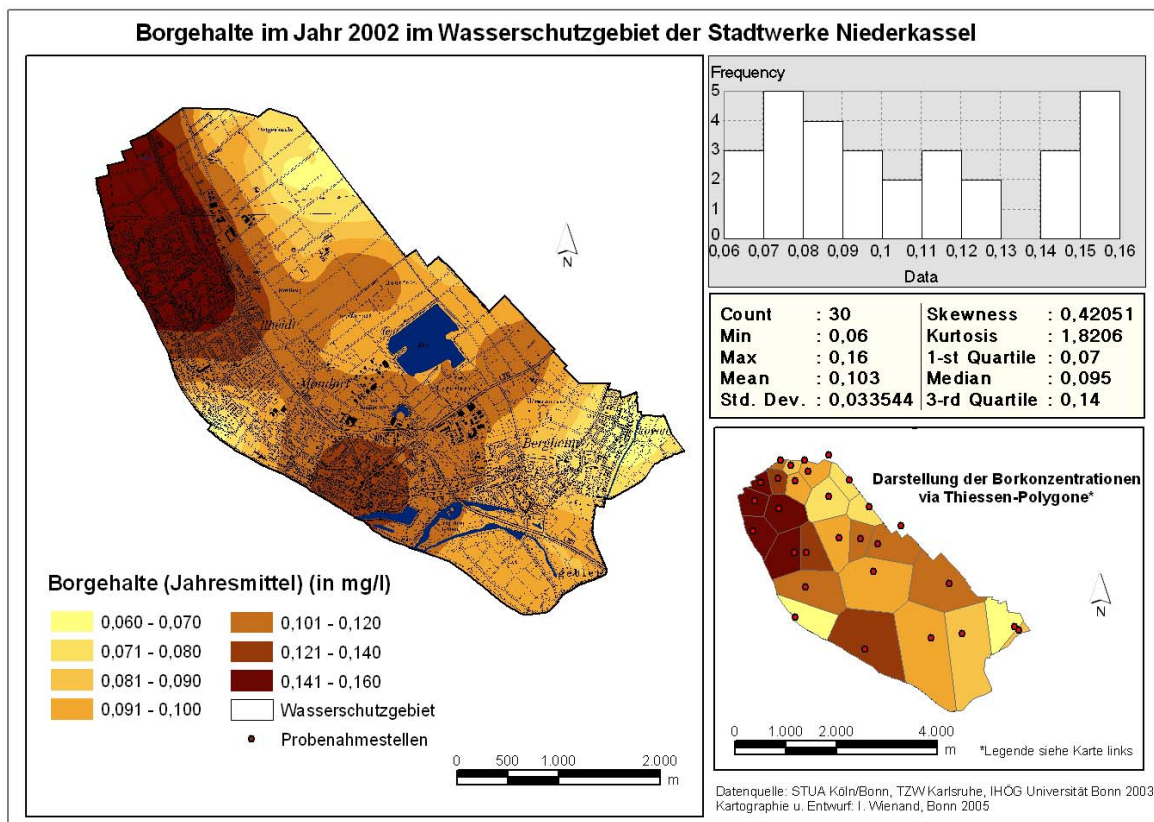 Borgehalte im Jahr 2002 im Wasserschutzgebiet der Stadtwerke Niederkassel
N
Rheidt
Mondorf
Bergheim
Borgehalte (Jahresmittel) (in mg/l)
0,060 - 0,070
0,071 - 0,080
0,081 - 0,090
0,091 - 0,100
0,101 - 0,120
0,121 - 0,140
0,141 - 0,160
Wasserschutzgebiet
Probenahmestellen
0 500 1.000 2.000
m
Frequency
5
4
3
2
1
0
0,06 0,07 0,08 0,09 0,1 0,11 0,12 0,13 0,14 0,15 0,16
Data
Count : 30
Min : 0,06
Max : 0,16
Mean : 0,103
Std. Dev. : 0,033544
Skewness : 0,42051
Kurtosis : 1,8206
1-st Quartile : 0,07
Median : 0,095
3-rd Quartile : 0,14
Darstellung der Borkonzentrationen
via Thiessen-Polygone*
N
0 1.000 2.000 4.000
m
*Legende siehe Karte links
Datenquelle: STUA Köln/Bonn, TZW Karlsruhe, IHÖG Universität Bonn 2003
Kartographie u. Entwurf: I. Wienand, Bonn 2005